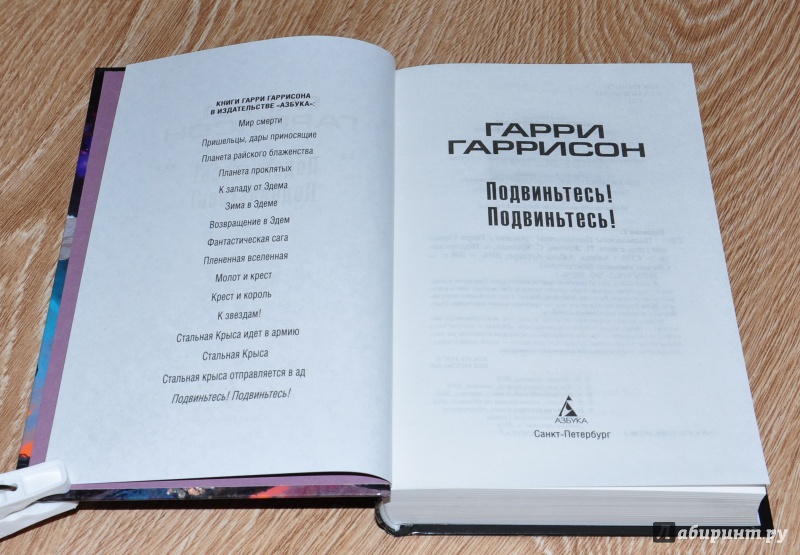 КНИГИ ГАРРИ ГАРРИСОНА
В ИЗДАТЕЛЬСТВЕ «АЗБУКА»:
Мир смерти
Пришельцы, дары приносящие
Планета райского блаженства
Планета проклятых
К западу от Эдема
Зима в Эдеме
Возвращение в Эдем
Фантастическая сага
Плененная вселенная
Молот и крест
Крест и король
К звездам!
Стальная Крыса идет в армию
Стальная Крыса
Стальная крыса отправляется в ад
Подвиньтесь! Подвиньтесь!
ГАРРИ
ГАРРИСОН
Подвиньтесь!
Подвиньтесь!
АЗБУКА
Санкт-Петербург
Лабиринт.ру